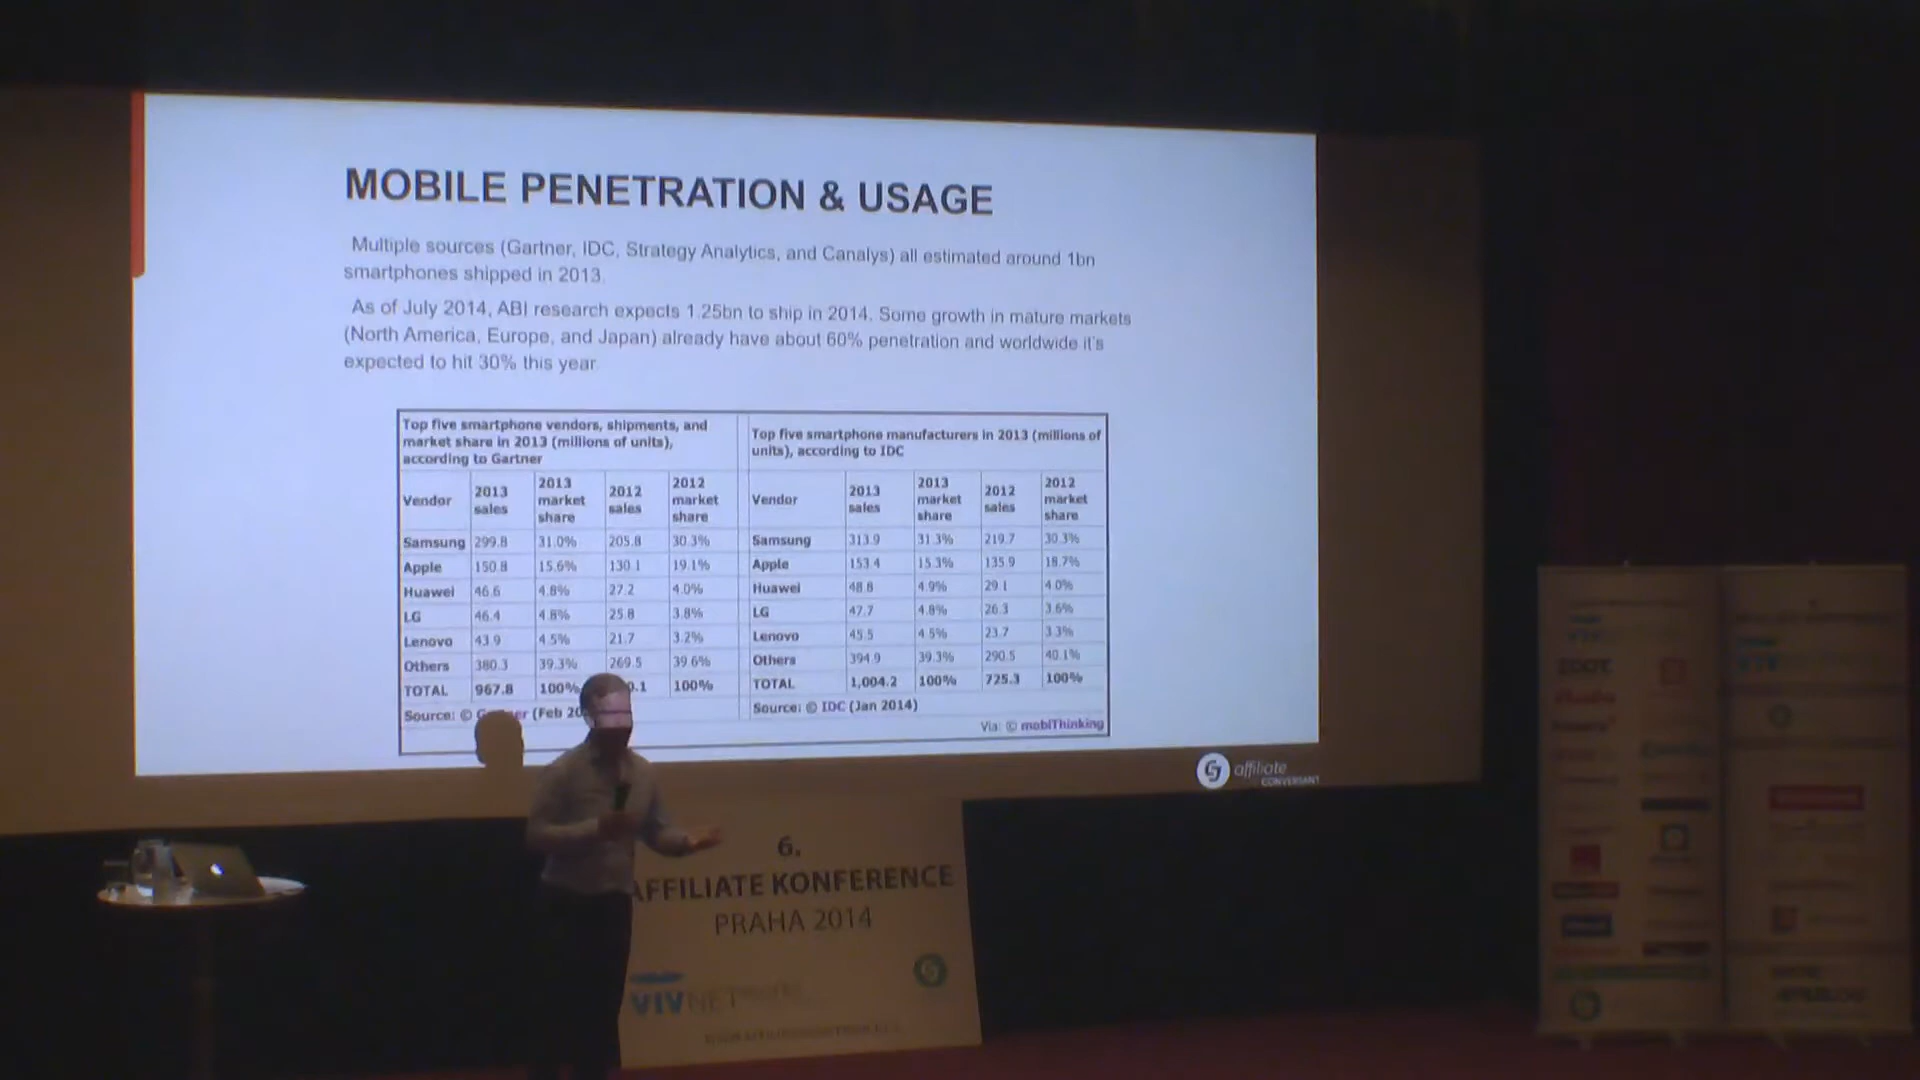 MOBILE PENETRATION & USAGE
Multiple sources (Gartner, IDC, Strategy Analytics, and Canalys) all estimated around 1bn
smartphones shipped in 2013.
As of July 2014, ABI research expects 1.25bn to ship in 2014. Some growth in mature markets
(North America, Europe, and Japan) already have about 60% penetration and worldwide it's
expected to hit 30% this year.
Top five smartphone vendors, shipments, and
market share in 2013 (millions of units),
according to Gartner
Vendor 2013 sales 2013 market share 2012 sales 2012 market share
Samsung 299.8 31.0% 205.8 30.3%
Apple 150.8 15.6% 130.1 19.1%
Huawei 46.6 4.8% 27.2 4.0%
LG 46.4 4.8% 25.8 3.8%
Lenovo 43.9 4.5% 21.7 3.2%
Others 380.3 39.3% 269.5 39.6%
TOTAL 967.8 100% 0.1 100%
Source: © (Feb 20
Top five smartphone manufacturers in 2013 (millions of
units), according to IDC
Vendor 2013 sales 2013 market share 2012 sales 2012 market share
Samsung 313.9 31.3% 219.7 30.3%
Apple 153.4 15.3% 135.9 18.7%
Huawei 48.8 4.9% 29.1 4.0%
LG 47.7 4.8% 26.3 3.6%
Lenovo 45.5 4.5% 23.7 3.3%
Others 394.9 39.3% 290.5 40.1%
TOTAL 1,004.2 100% 725.3 100%
Source: © IDC (Jan 2014)
Via: © mobiThinking
affiliate
CONVERSANT
6.
AFFILIATE KONFERENCE
PRAHA 2014
VIVNET